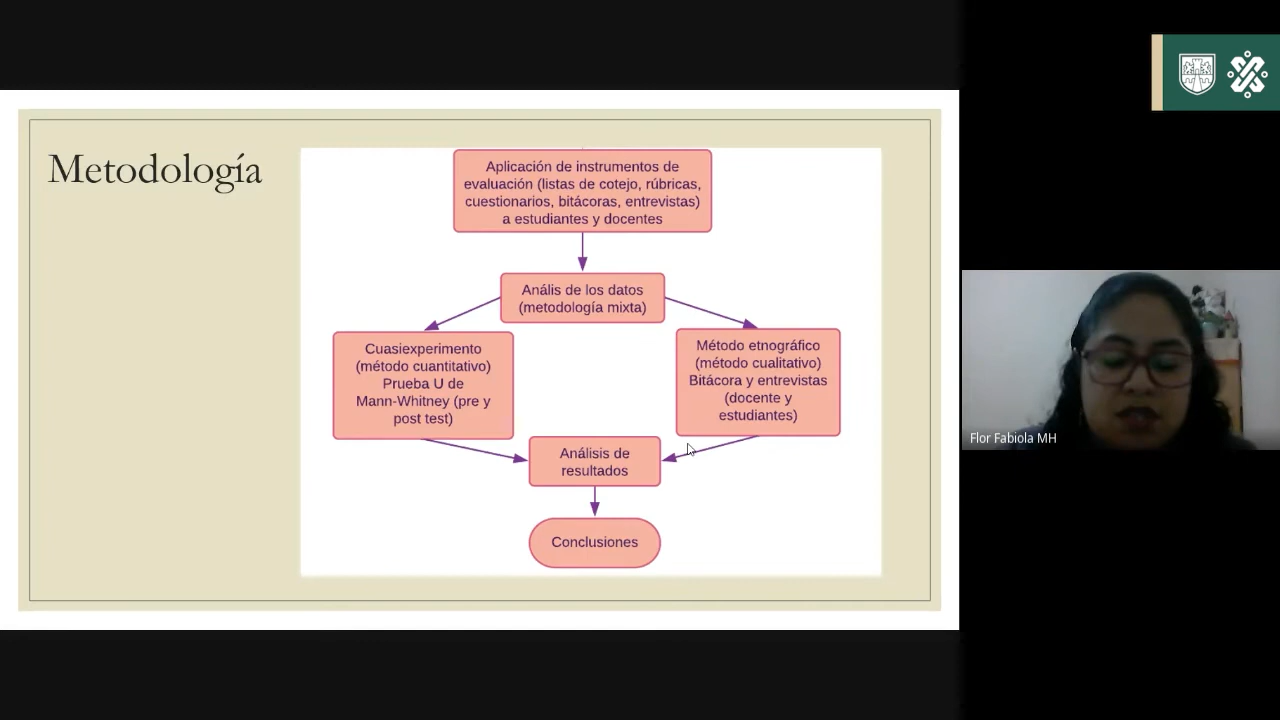 Metodología
Aplicación de instrumentos de
evaluación (listas de cotejo, rúbricas,
cuestionarios, bitácoras, entrevistas)
a estudiantes y docentes
Anális de los datos
(metodología mixta)
Cuasiexperimento
(método cuantitativo)
Prueba U de
Mann-Whitney (pre y
post test)
Método etnográfico
(método cualitativo)
Bitácora y entrevistas
(docente y
estudiantes)
Análisis de
resultados
Conclusiones
Flor Fabiola MH